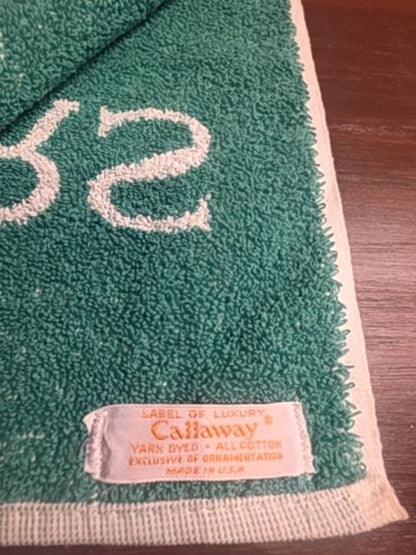 LABEL OF LUXURY
Callaway®
YARN DYED • ALL COTTON
EXCLUSIVE OF ORNAMENTATION
MADE IN U.S.A.